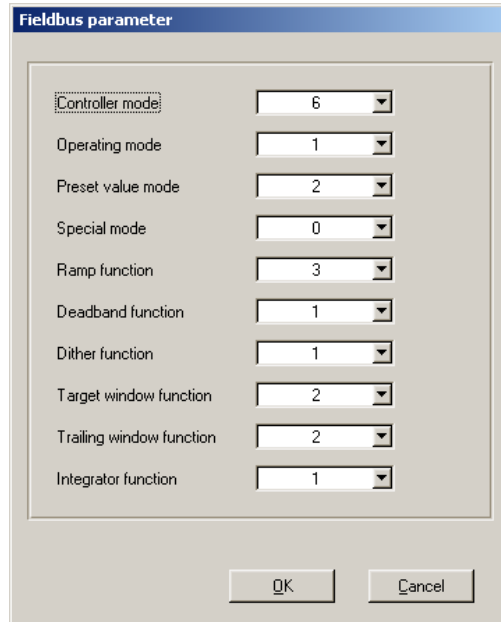 Fieldbus parameter
Controller mode 6
Operating mode 1
Preset value mode 2
Special mode 0
Ramp function 3
Deadband function 1
Dither function 1
Target window function 2
Trailing window function 2
Integrator function 1
OK Cancel